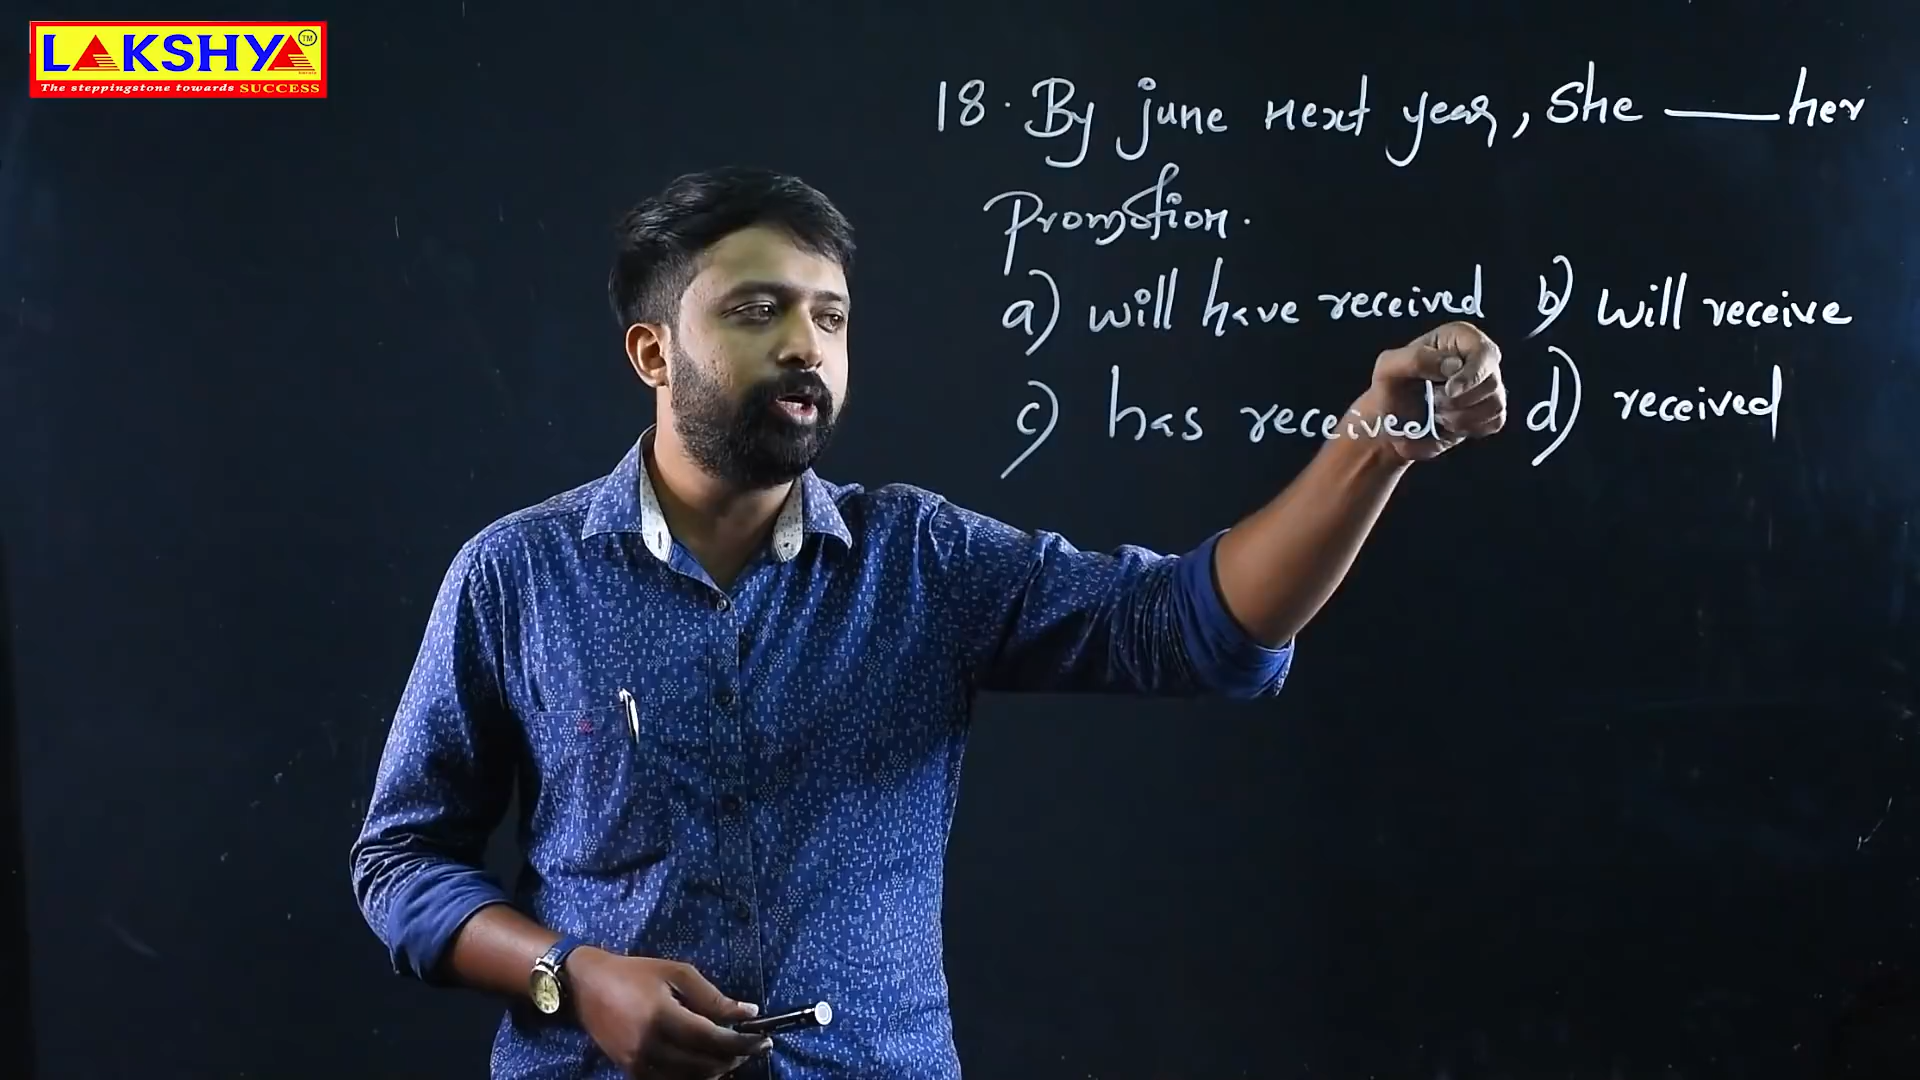 LAKSHYA TM
The steppingstone towards SUCCESS
18. By june next year, She ___ her
Promotion.
a) will have received b) will receive
c) has received d) received